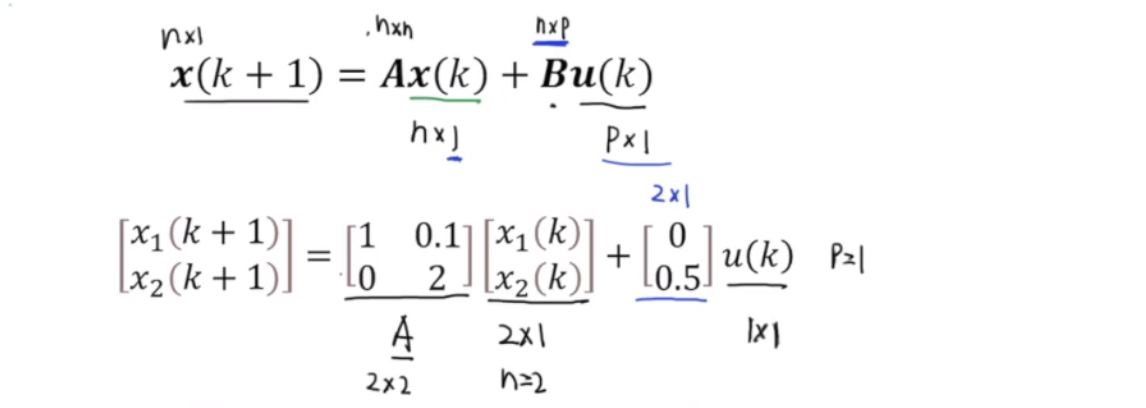 n×1 n×n n×p
x(k + 1) = Ax(k) + Bu(k)
n×1 P×1
2×1
[x₁(k + 1) x₂(k + 1)] = [1 0.1 0 2] [x₁(k) x₂(k)] + [0 0.5] u(k) P=1
A 2×1 1×1
2×2 n=2